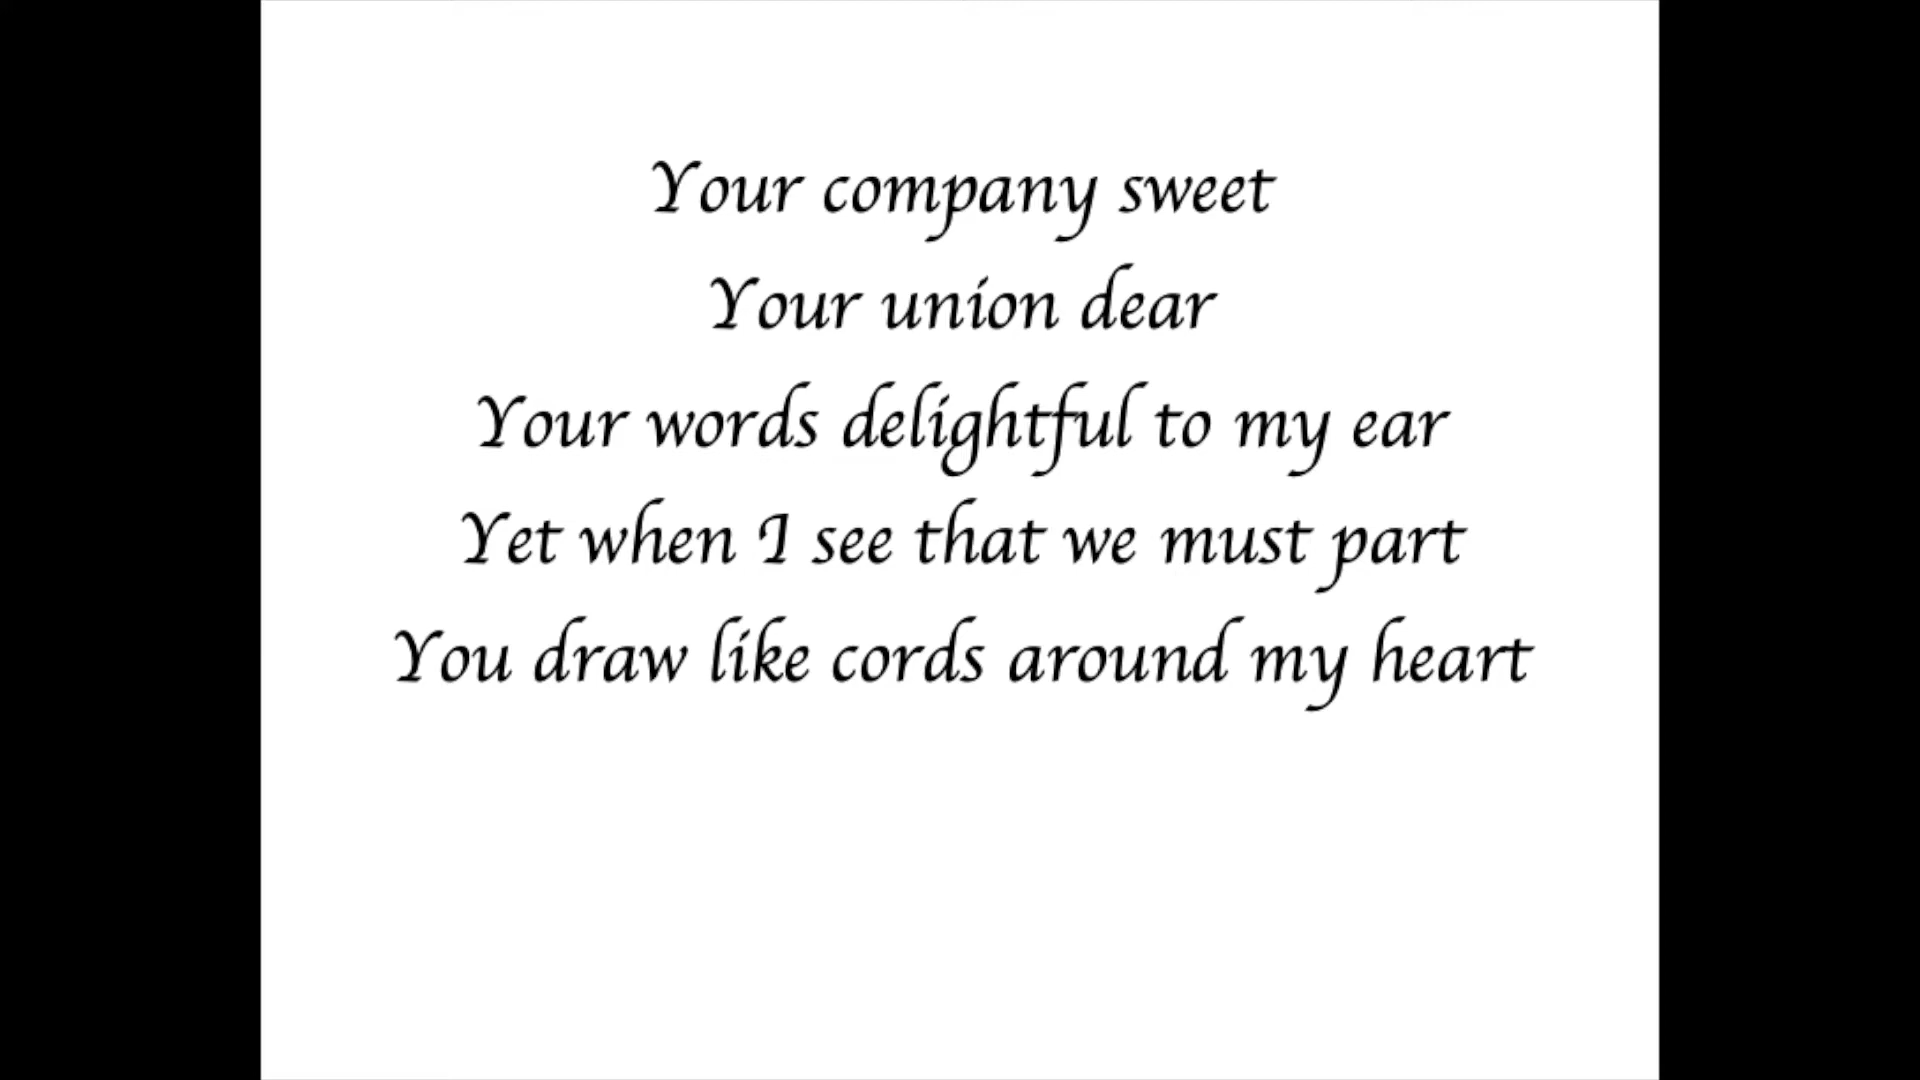 Your company sweet
Your union dear
Your words delightful to my ear
Yet when I see that we must part
You draw like cords around my heart